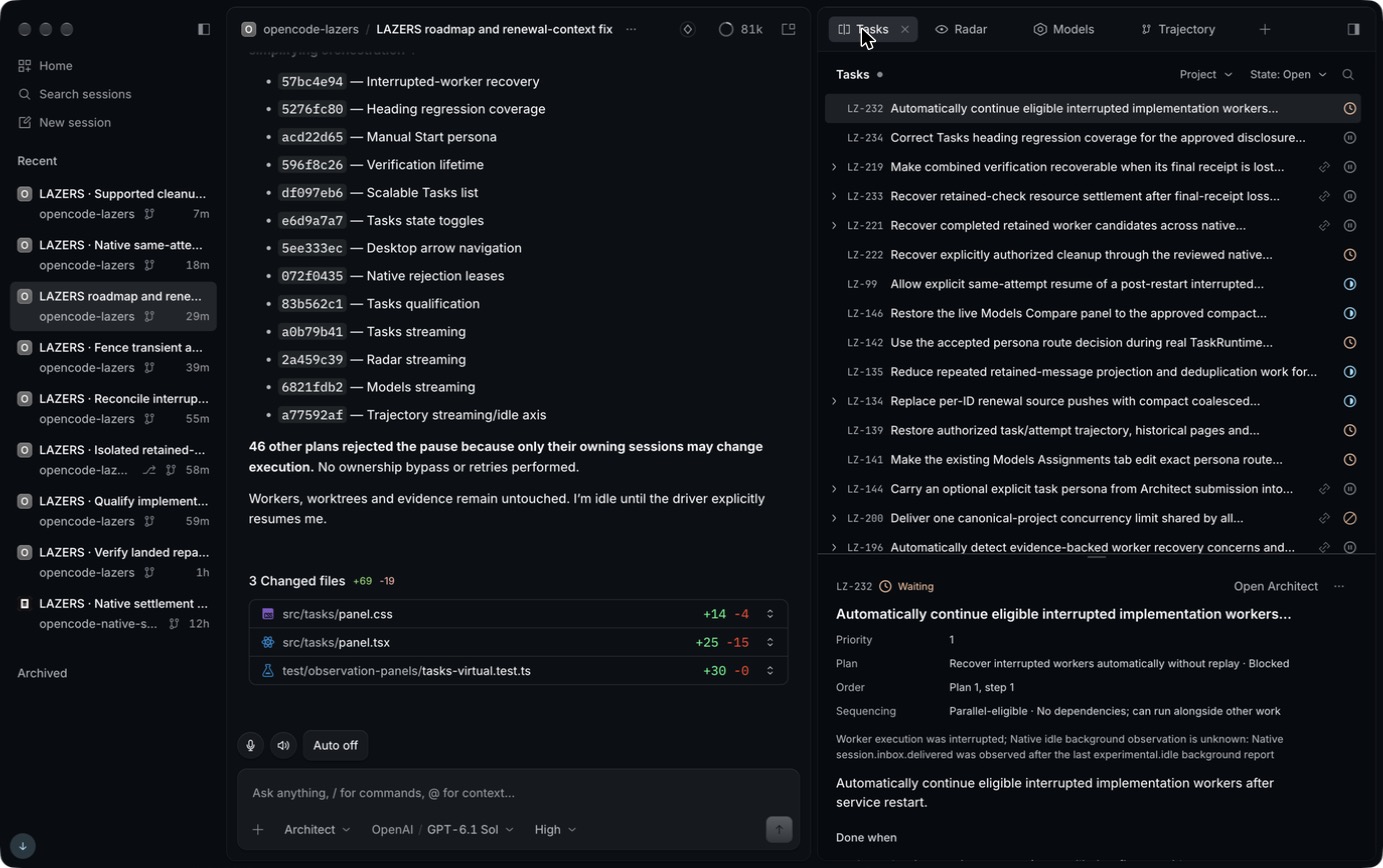 Home
Search sessions
New session
Recent
LAZERS · Supported cleanu...
opencode-lazers 7m
LAZERS · Native same-atte...
opencode-lazers 18m
LAZERS roadmap and rene...
opencode-lazers 29m
LAZERS · Fence transient a...
opencode-lazers 39m
LAZERS · Reconcile interrup...
opencode-lazers 55m
LAZERS · Isolated retained-...
opencode-laz... 58m
LAZERS · Qualify implement...
opencode-lazers 59m
LAZERS · Verify landed repa...
opencode-lazers 1h
LAZERS · Native settlement ...
opencode-native-s... 12h
Archived
opencode-lazers / LAZERS roadmap and renewal-context fix ... 81k
• 57bc4e94 — Interrupted-worker recovery
• 5276fc80 — Heading regression coverage
• acd22d65 — Manual Start persona
• 596f8c26 — Verification lifetime
• df097eb6 — Scalable Tasks list
• e6d9a7a7 — Tasks state toggles
• 5ee333ec — Desktop arrow navigation
• 072f0435 — Native rejection leases
• 83b562c1 — Tasks qualification
• a0b79b41 — Tasks streaming
• 2a459c39 — Radar streaming
• 6821fdb2 — Models streaming
• a77592af — Trajectory streaming/idle axis
46 other plans rejected the pause because only their owning sessions may change
execution. No ownership bypass or retries performed.
Workers, worktrees and evidence remain untouched. I'm idle until the driver explicitly
resumes me.
3 Changed files +69 -19
src/tasks/panel.css +14 -4
src/tasks/panel.tsx +25 -15
test/observation-panels/tasks-virtual.test.ts +30 -0
Auto off
Ask anything, / for commands, @ for context...
Architect OpenAI / GPT-6.1 Sol High
Tasks Radar Models Trajectory
Tasks Project State: Open
LZ-232 Automatically continue eligible interrupted implementation workers...
LZ-234 Correct Tasks heading regression coverage for the approved disclosure...
LZ-219 Make combined verification recoverable when its final receipt is lost...
LZ-233 Recover retained-check resource settlement after final-receipt loss...
LZ-221 Recover completed retained worker candidates across native...
LZ-222 Recover explicitly authorized cleanup through the reviewed native...
LZ-99 Allow explicit same-attempt resume of a post-restart interrupted...
LZ-146 Restore the live Models Compare panel to the approved compact...
LZ-142 Use the accepted persona route decision during real TaskRuntime...
LZ-135 Reduce repeated retained-message projection and deduplication work for...
LZ-134 Replace per-ID renewal source pushes with compact coalesced...
LZ-139 Restore authorized task/attempt trajectory, historical pages and...
LZ-141 Make the existing Models Assignments tab edit exact persona route...
LZ-144 Carry an optional explicit task persona from Architect submission into...
LZ-200 Deliver one canonical-project concurrency limit shared by all...
LZ-196 Automatically detect evidence-backed worker recovery concerns and...
LZ-232 Waiting Open Architect ...
Automatically continue eligible interrupted implementation workers...
Priority 1
Plan Recover interrupted workers automatically without replay · Blocked
Order Plan 1, step 1
Sequencing Parallel-eligible · No dependencies; can run alongside other work
Worker execution was interrupted; Native idle background observation is unknown: Native
session.inbox.delivered was observed after the last experimental.idle background report
Automatically continue eligible interrupted implementation workers after
service restart.
Done when